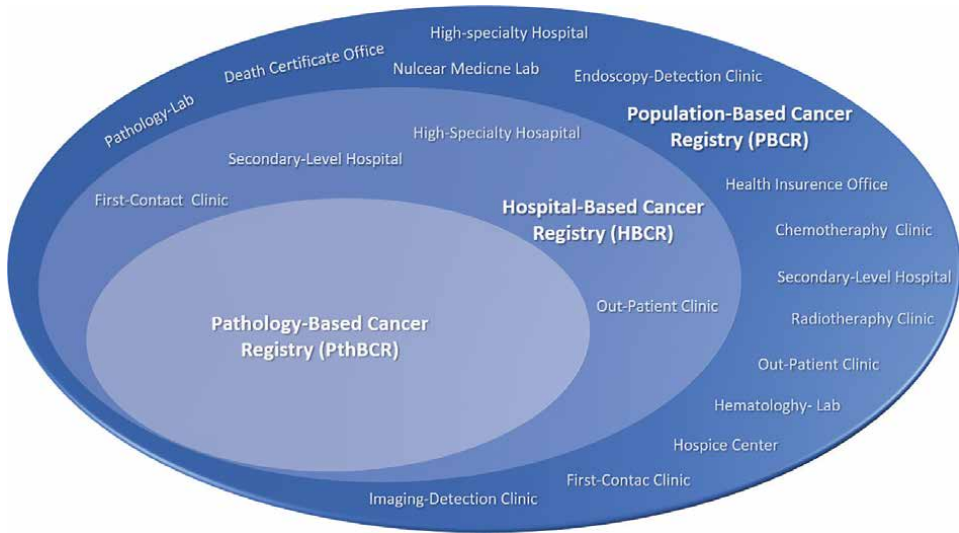 High-specialty Hospital
Death Certificate Office
Nulcear Medicne Lab
Endoscopy-Detection Clinic
Pathology-Lab
Population-Based Cancer
Registry (PBCR)
High-Specialty Hosapital
Secondary-Level Hospital
First-Contact Clinic
Health Insurence Office
Hospital-Based Cancer
Registry (HBCR)
Chemotheraphy Clinic
Secondary-Level Hospital
Out-Patient Clinic
Radiotheraphy Clinic
Pathology-Based Cancer
Registry (PthBCR)
Out-Patient Clinic
Hematologhy- Lab
Hospice Center
First-Contac Clinic
Imaging-Detection Clinic